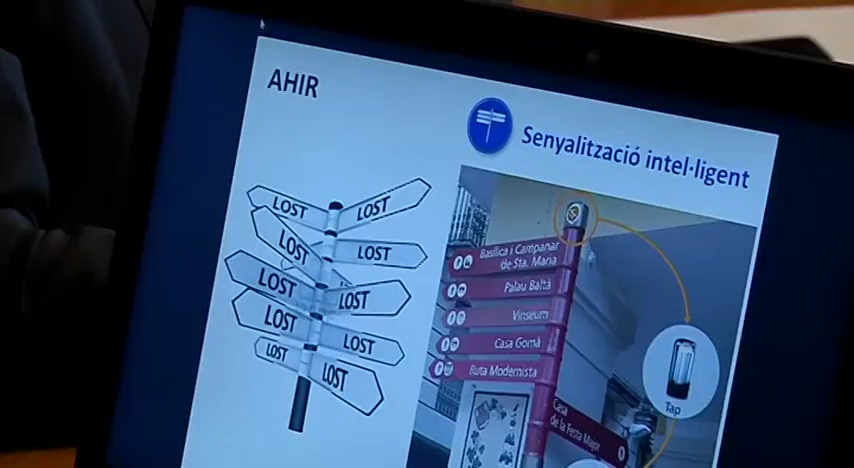 AHIR
Senyalització intel·ligent
LOST
LOST
LOST
LOST
LOST
LOST
LOST
LOST
LOST
LOST
Basílica i Campanar
de Sta. Maria
Palau Baltà
Vinseum
Casa Gomà
Ruta Modernista
Casa
de la Festa Major
Tap